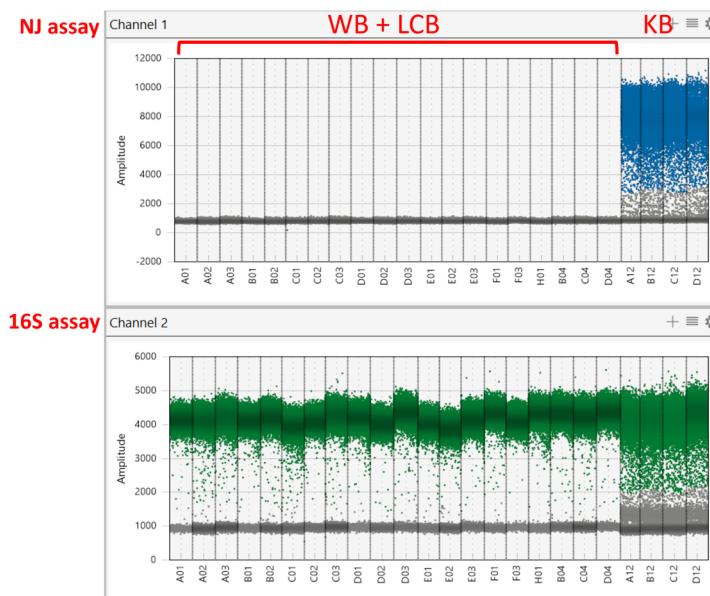 NJ assay
Channel 1
WB + LCB
KB
Amplitude
12000
10000
8000
6000
4000
2000
0
-2000
A01 A02 A03 B01 B02 C01 C02 C03 D01 D02 D03 E01 E02 E03 F01 F03 H01 B04 C04 D04 A12 B12 C12 D12
16S assay
Channel 2
Amplitude
6000
5000
4000
3000
2000
1000
0
A01 A02 A03 B01 B02 C01 C02 C03 D01 D02 D03 E01 E02 E03 F01 F03 H01 B04 C04 D04 A12 B12 C12 D12